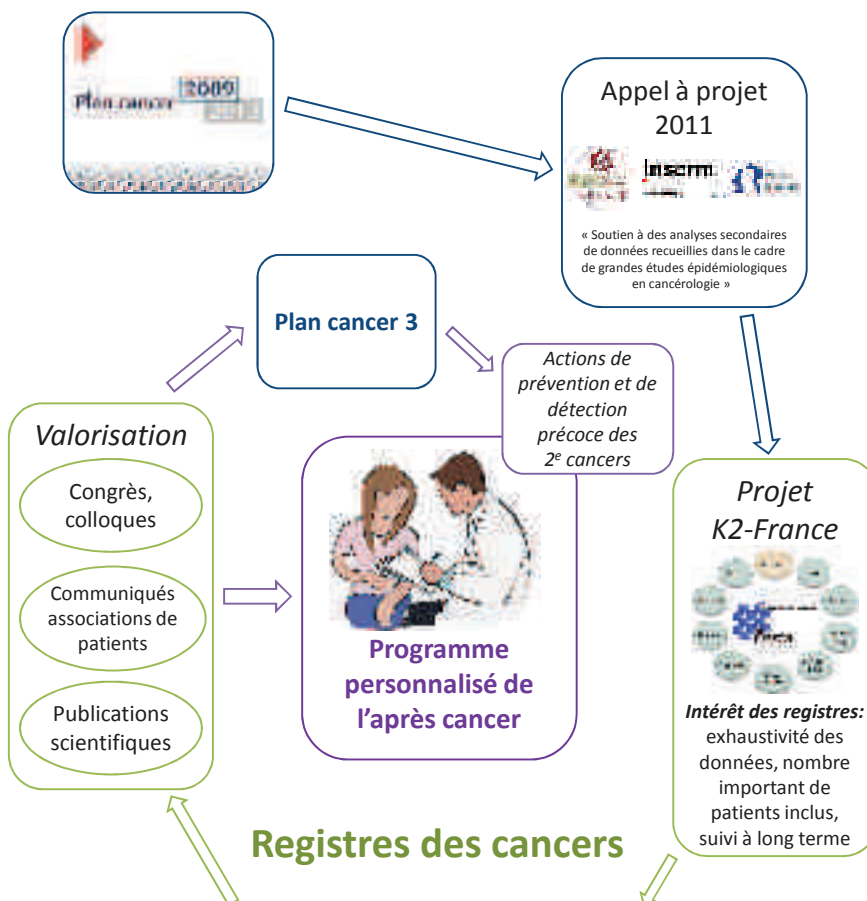 Plan cancer 2009
Appel à projet
2011
Inserm
« Soutien à des analyses secondaires
de données recueillies dans le cadre
de grandes études épidémiologiques
en cancérologie »
Plan cancer 3
Actions de
prévention et de
détection
précoce des
2e cancers
Valorisation
Congrès,
colloques
Communiqués
associations de
patients
Publications
scientifiques
Programme
personnalisé de
l’après cancer
Projet
K2-France
Intérêt des registres:
exhaustivité des
données, nombre
important de
patients inclus,
suivi à long terme
Registres des cancers